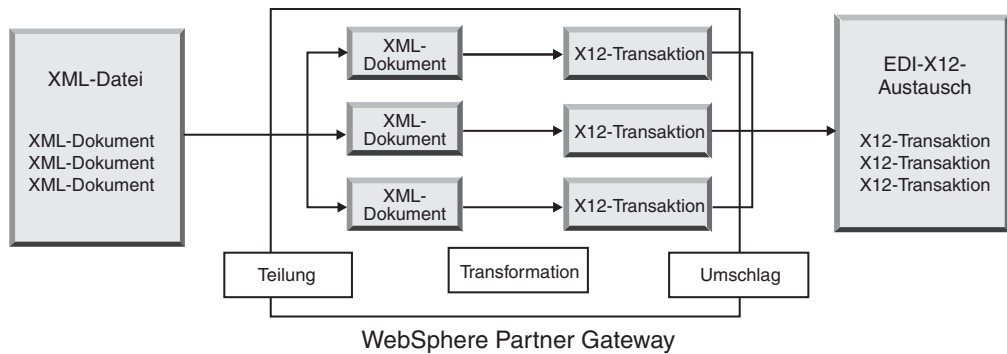 XML-Datei
XML-Dokument
XML-Dokument
XML-Dokument
XML-
Dokument
X12-Transaktion
XML-
Dokument
X12-Transaktion
XML-
Dokument
X12-Transaktion
EDI-X12-
Austausch
X12-Transaktion
X12-Transaktion
X12-Transaktion
Teilung
Transformation
Umschlag
WebSphere Partner Gateway